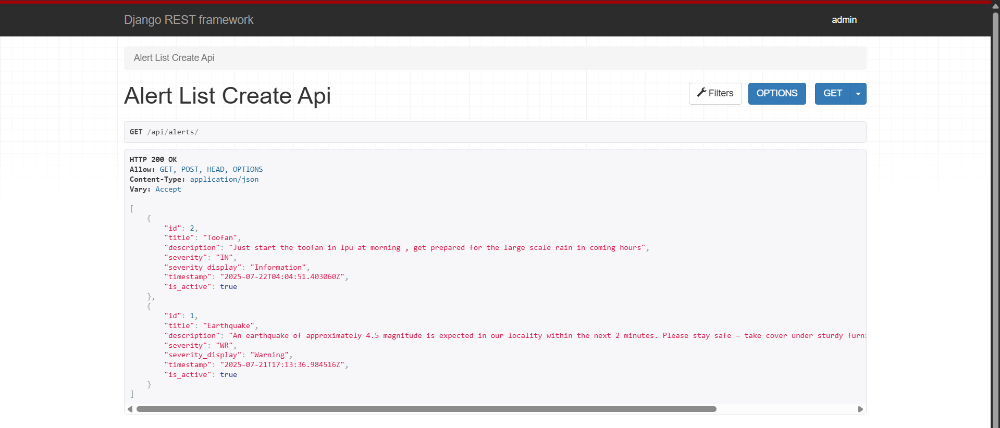 Django REST framework
admin
Alert List Create Api
Alert List Create Api
Filters
OPTIONS
GET
GET /api/alerts/
HTTP 200 OK
Allow: GET, POST, HEAD, OPTIONS
Content-Type: application/json
Vary: Accept
[
    {
        "id": 2,
        "title": "Toofan",
        "description": "Just start the toofan in lpu at morning , get prepared for the large scale rain in coming hours",
        "severity": "IN",
        "severity_display": "Information",
        "timestamp": "2025-07-22T04:04:51.403060Z",
        "is_active": true
    },
    {
        "id": 1,
        "title": "Earthquake",
        "description": "An earthquake of approximately 4.5 magnitude is expected in our locality within the next 2 minutes. Please stay safe — take cover under sturdy furni
        "severity": "WR",
        "severity_display": "Warning",
        "timestamp": "2025-07-21T17:13:36.984516Z",
        "is_active": true
    }
]